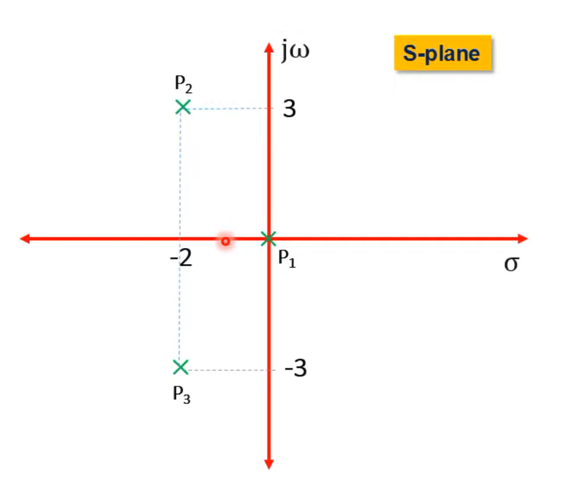 jω
S-plane
P₂
3
-2
P₁
σ
-3
P₃